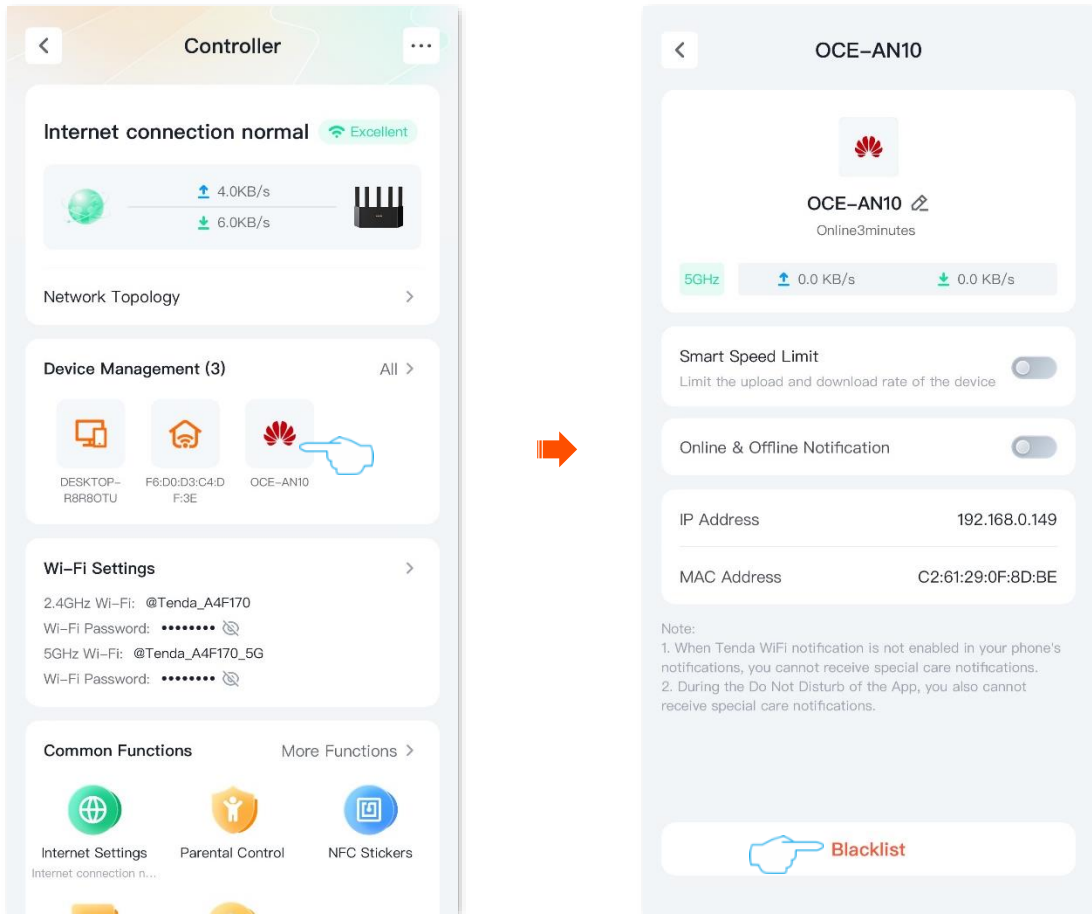 Controller
Internet connection normal Excellent
4.0KB/s
6.0KB/s
Network Topology
Device Management (3) All
DESKTOP-
R8R8OTU
F6:D0:D3:C4:D
F:3E
OCE-AN10
Wi-Fi Settings
2.4GHz Wi-Fi: @Tenda_A4F170
Wi-Fi Password: ••••••••
5GHz Wi-Fi: @Tenda_A4F170_5G
Wi-Fi Password: ••••••••
Common Functions More Functions
Internet Settings
Internet connection n...
Parental Control
NFC Stickers
OCE-AN10
OCE-AN10
Online3minutes
5GHz 0.0 KB/s 0.0 KB/s
Smart Speed Limit
Limit the upload and download rate of the device
Online & Offline Notification
IP Address 192.168.0.149
MAC Address C2:61:29:0F:8D:BE
Note:
1. When Tenda WiFi notification is not enabled in your phone's
notifications, you cannot receive special care notifications.
2. During the Do Not Disturb of the App, you also cannot
receive special care notifications.
Blacklist